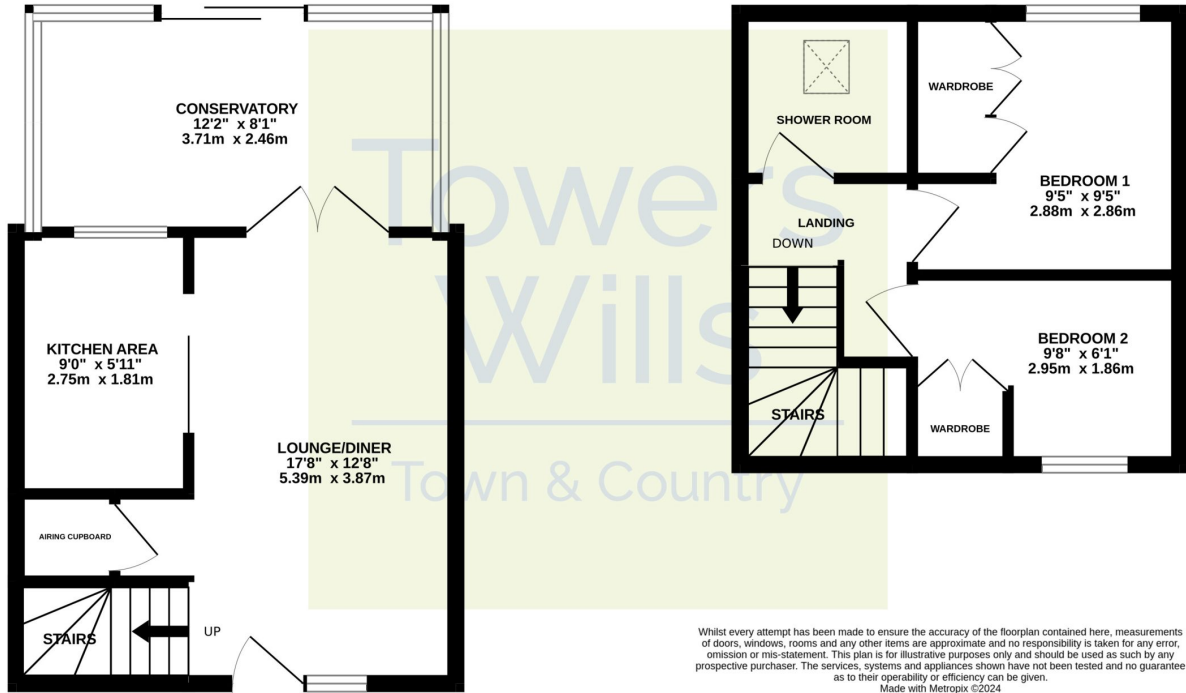 CONSERVATORY
12'2" x 8'1"
3.71m x 2.46m
KITCHEN AREA
9'0" x 5'11"
2.75m x 1.81m
LOUNGE/DINER
17'8" x 12'8"
5.39m x 3.87m
AIRING CUPBOARD
STAIRS
UP
SHOWER ROOM
WARDROBE
BEDROOM 1
9'5" x 9'5"
2.88m x 2.86m
LANDING
DOWN
BEDROOM 2
9'8" x 6'1"
2.95m x 1.86m
STAIRS
WARDROBE
Towers
Wills
Town & Country
Whilst every attempt has been made to ensure the accuracy of the floorplan contained here, measurements
of doors, windows, rooms and any other items are approximate and no responsibility is taken for any error,
omission or mis-statement. This plan is for illustrative purposes only and should be used as such by any
prospective purchaser. The services, systems and appliances shown have not been tested and no guarantee
as to their operability or efficiency can be given.
Made with Metropix ©2024